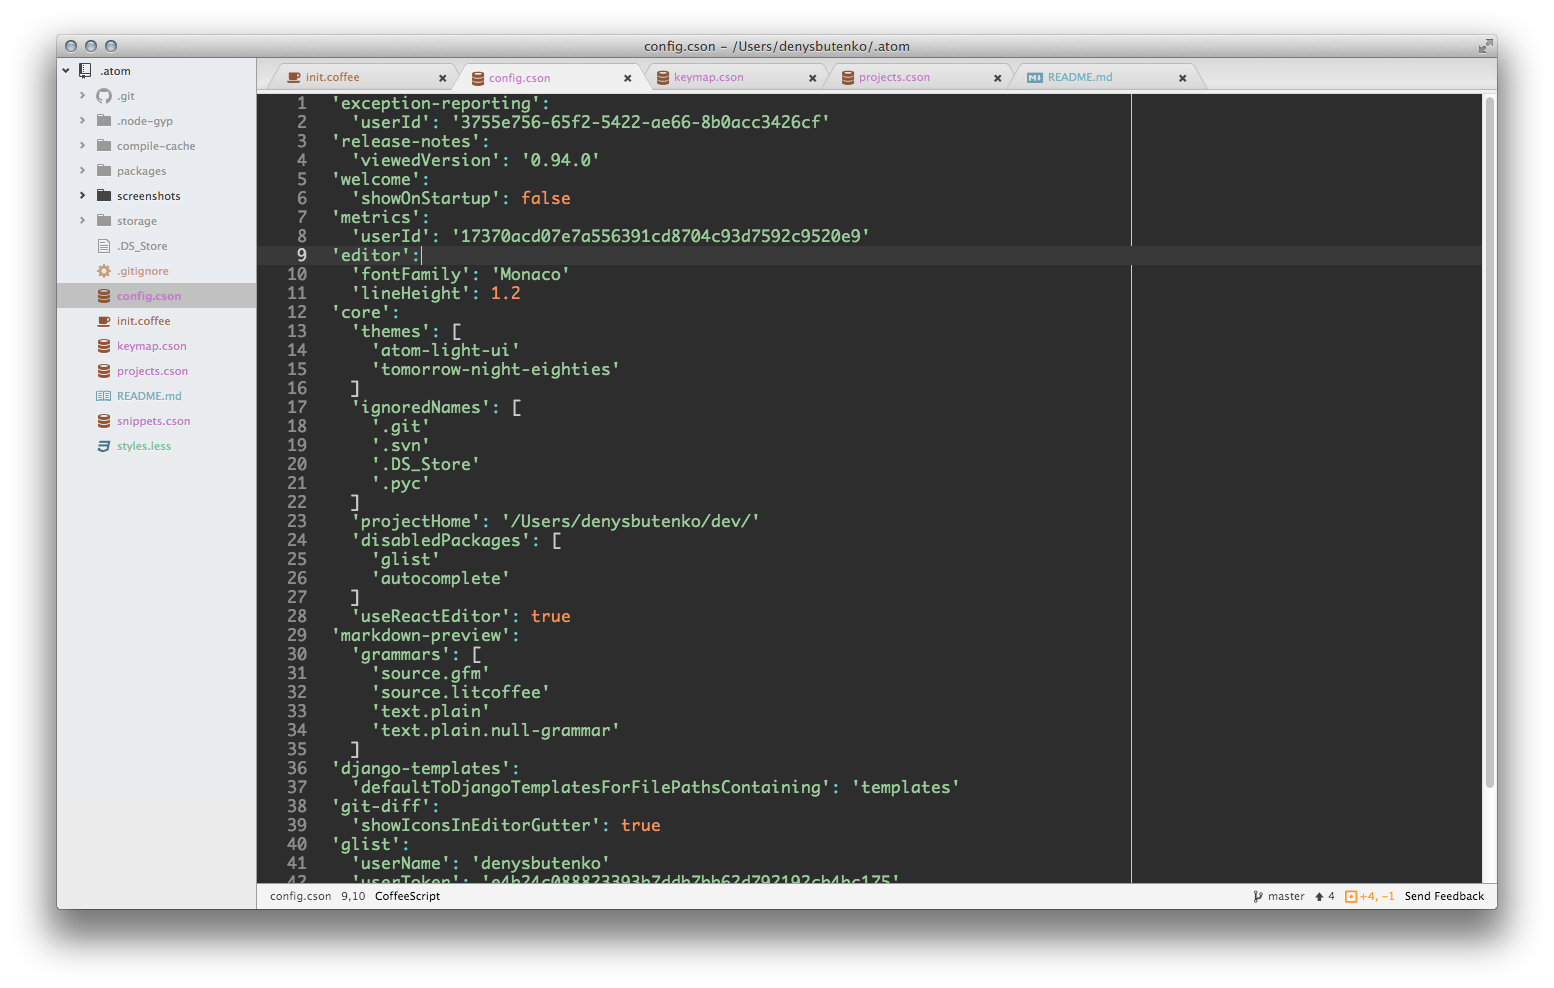 config.cson – /Users/denysbutenko/.atom
.atom
.git
.node-gyp
compile-cache
packages
screenshots
storage
.DS_Store
.gitignore
config.cson
init.coffee
keymap.cson
projects.cson
README.md
snippets.cson
styles.less
init.coffee
config.cson
keymap.cson
projects.cson
README.md
1 'exception-reporting':
2 'userId': '3755e756-65f2-5422-ae66-8b0acc3426cf'
3 'release-notes':
4 'viewedVersion': '0.94.0'
5 'welcome':
6 'showOnStartup': false
7 'metrics':
8 'userId': '17370acd07e7a556391cd8704c93d7592c9520e9'
9 'editor':
10 'fontFamily': 'Monaco'
11 'lineHeight': 1.2
12 'core':
13 'themes': [
14 'atom-light-ui'
15 'tomorrow-night-eighties'
16 ]
17 'ignoredNames': [
18 '.git'
19 '.svn'
20 '.DS_Store'
21 '.pyc'
22 ]
23 'projectHome': '/Users/denysbutenko/dev/'
24 'disabledPackages': [
25 'glist'
26 'autocomplete'
27 ]
28 'useReactEditor': true
29 'markdown-preview':
30 'grammars': [
31 'source.gfm'
32 'source.litcoffee'
33 'text.plain'
34 'text.plain.null-grammar'
35 ]
36 'django-templates':
37 'defaultToDjangoTemplatesForFilePathsContaining': 'templates'
38 'git-diff':
39 'showIconsInEditorGutter': true
40 'glist':
41 'userName': 'denysbutenko'
42 'userToken':
config.cson 9,10 CoffeeScript
master 4 +4, -1 Send Feedback